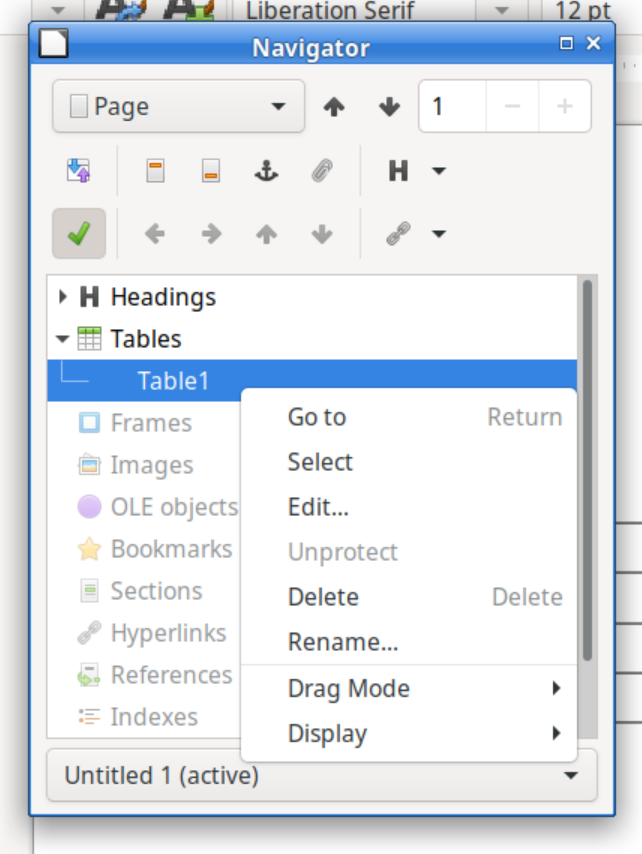 Liberation Serif 12 pt
Navigator
Page 1
H
H Headings
Tables
Table1
Go to Return
Frames
Select
Images
Edit...
OLE objects
Unprotect
Bookmarks
Delete Delete
Sections
Rename...
Hyperlinks
References
Drag Mode
Indexes
Display
Untitled 1 (active)